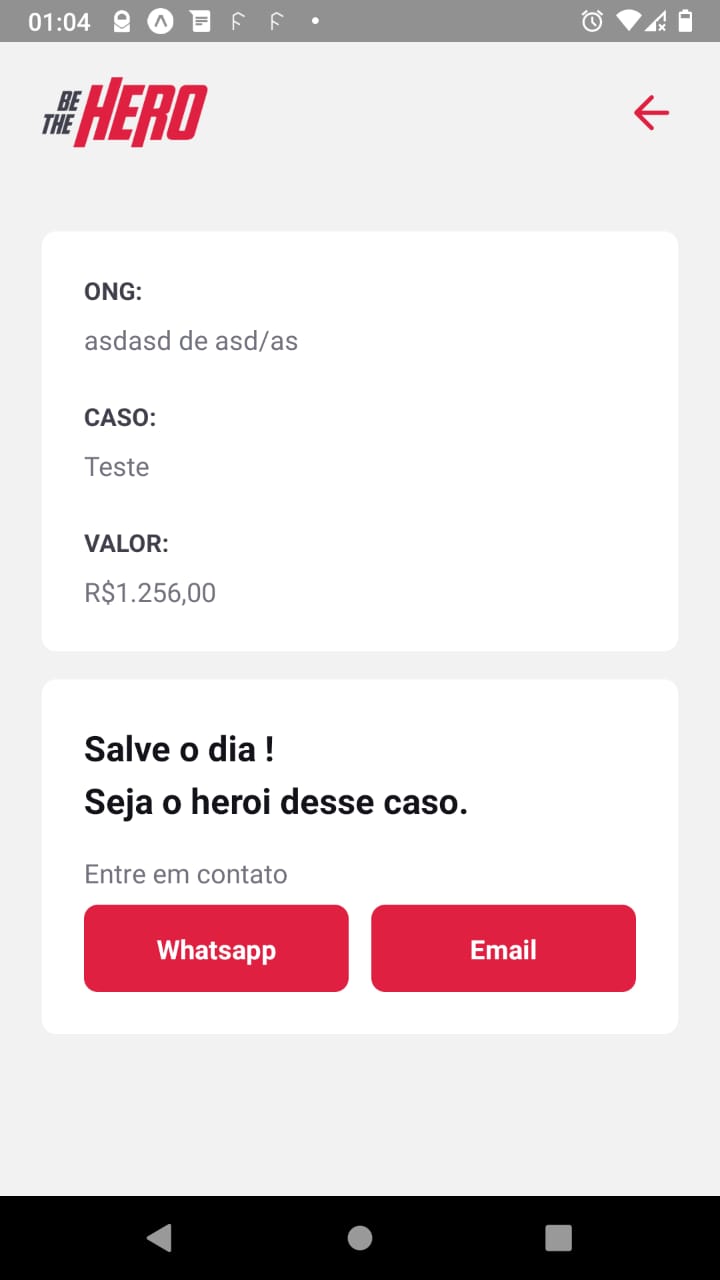 01:04
BE
THE
HERO
ONG:
asdasd de asd/as
CASO:
Teste
VALOR:
R$1.256,00
Salve o dia !
Seja o heroi desse caso.
Entre em contato
Whatsapp
Email